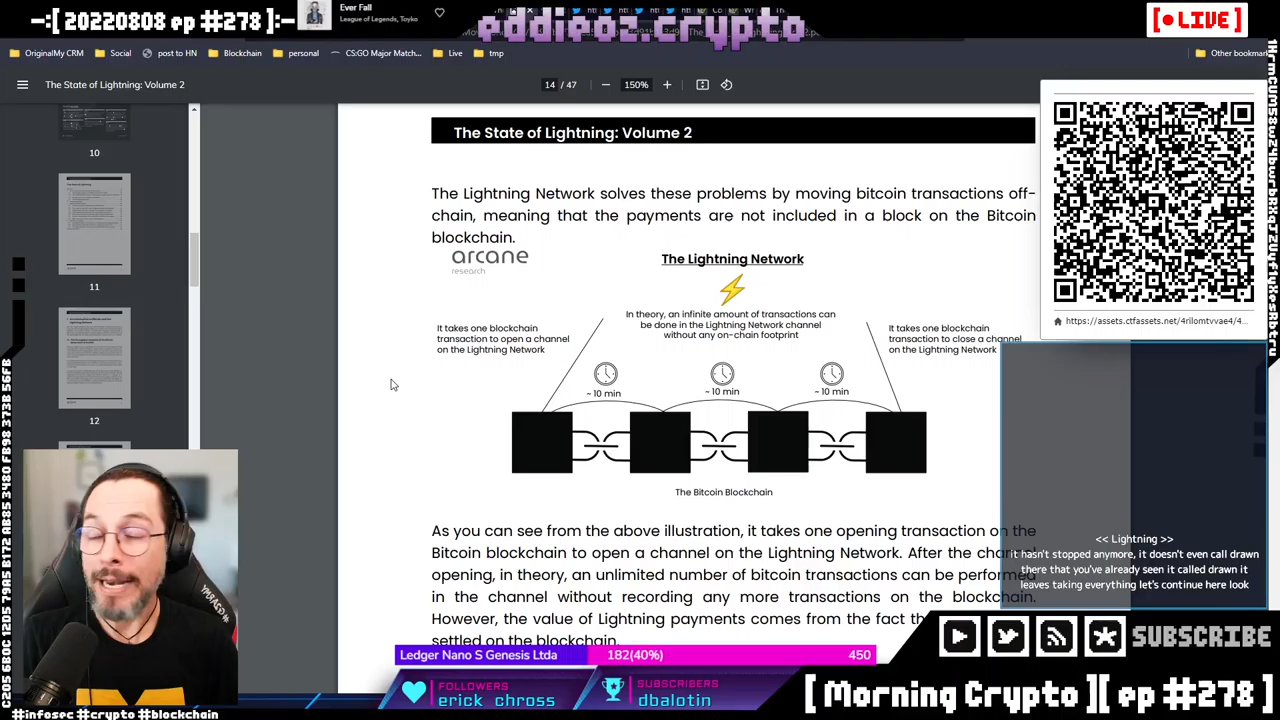 -:[ 20220808 ep #278 ]:-
Ever Fall
League of Legends, Toyko
eddieoz.crypto
[● LIVE ]
OriginalMy CRM
Social
post to HN
Blockchain
personal
CS:GO Major Match...
Live
tmp
Other bookmar
The State of Lightning: Volume 2
14 / 47
150%
10
11
12
The State of Lightning: Volume 2
The Lightning Network solves these problems by moving bitcoin transactions off-
chain, meaning that the payments are not included in a block on the Bitcoin
blockchain.
arcane
research
The Lightning Network
In theory, an infinite amount of transactions can
be done in the Lightning Network channel
without any on-chain footprint
It takes one blockchain
transaction to open a channel
on the Lightning Network
It takes one blockchain
transaction to close a channel
on the Lightning Network
~ 10 min
~ 10 min
~ 10 min
The Bitcoin Blockchain
As you can see from the above illustration, it takes one opening transaction on the
Bitcoin blockchain to open a channel on the Lightning Network. After the chann
opening, in theory, an unlimited number of bitcoin transactions can be performed
in the channel without recording any more transactions on the blockchain.
However, the value of Lightning payments comes from the fact th
settled on the blockchain.
https://assets.ctfassets.net/4rilomtvvae4/4...
<< Lightning >>
it hasn't stopped anymore, it doesn't even call drawn
there that you've already seen it called drawn it
leaves taking everything let's continue here look
SUBSCRIBE
Ledger Nano S Genesis Ltda
182(40%)
450
FOLLOWERS
erick chross
SUBSCRIBERS
dbalotin
[ Morning Crypto ][ ep #278 ]
#infosec #crypto #blockchain